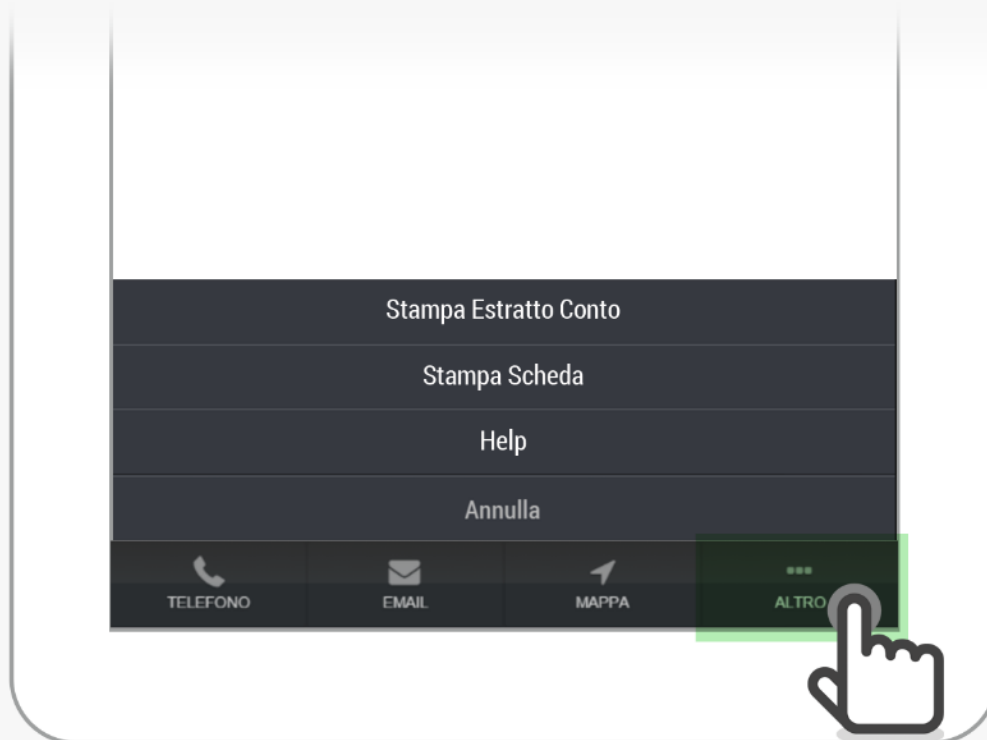 Stampa Estratto Conto
Stampa Scheda
Help
Annulla
TELEFONO EMAIL MAPPA ALTRO